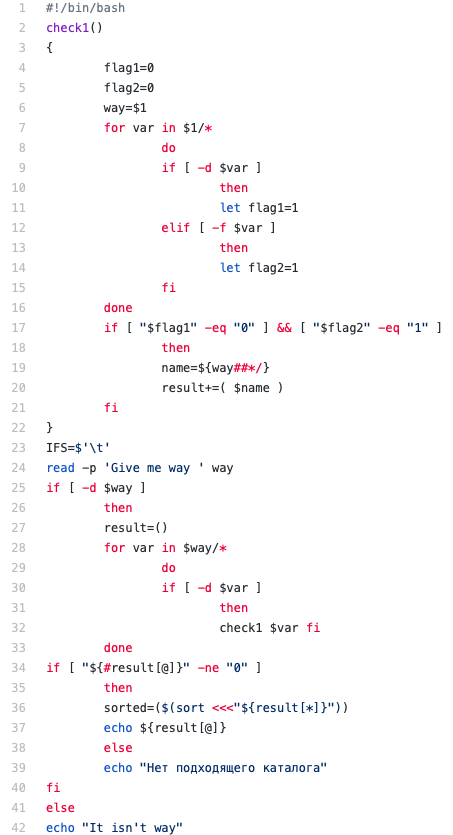 1 #!/bin/bash
2 check1()
3 {
4 flag1=0
5 flag2=0
6 way=$1
7 for var in $1/*
8 do
9 if [ -d $var ]
10 then
11 let flag1=1
12 elif [ -f $var ]
13 then
14 let flag2=1
15 fi
16 done
17 if [ "$flag1" -eq "0" ] && [ "$flag2" -eq "1" ]
18 then
19 name=${way##*/}
20 result+=( $name )
21 fi
22 }
23 IFS=$'\t'
24 read -p 'Give me way ' way
25 if [ -d $way ]
26 then
27 result=()
28 for var in $way/*
29 do
30 if [ -d $var ]
31 then
32 check1 $var fi
33 done
34 if [ "${#result[@]}" -ne "0" ]
35 then
36 sorted=($(sort <<<"${result[*]}"))
37 echo ${result[@]}
38 else
39 echo "Нет подходящего каталога"
40 fi
41 else
42 echo "It isn't way"